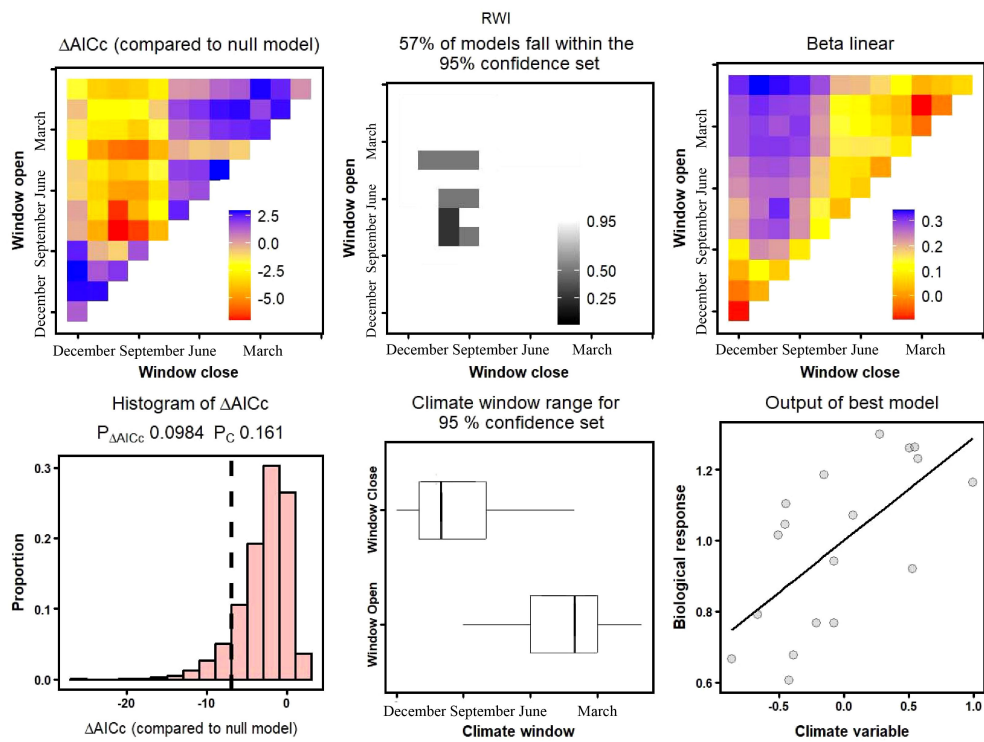 RWI
ΔAICc (compared to null model)
Window open
March
September June
December
2.5
0.0
-2.5
-5.0
December September June March
Window close
57% of models fall within the
95% confidence set
Window open
March
September June
December
0.95
0.50
0.25
December September June March
Window close
Beta linear
Window open
March
September June
December
0.3
0.2
0.1
0.0
December September June March
Window close
Histogram of ΔAICc
PΔAICc 0.0984 PC 0.161
Proportion
0.3
0.2
0.1
0.0
-20 -10 0
ΔAICc (compared to null model)
Climate window range for
95 % confidence set
Window Close
Window Open
December September June March
Climate window
Output of best model
Biological response
1.2
1.0
0.8
0.6
-0.5 0.0 0.5 1.0
Climate variable